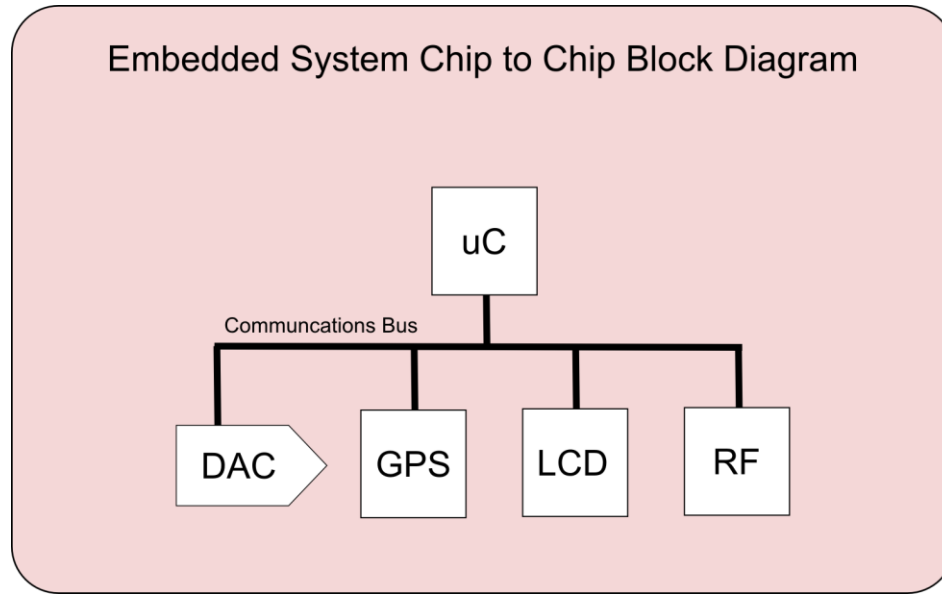 Embedded System Chip to Chip Block Diagram
uC
Communcations Bus
DAC
GPS
LCD
RF